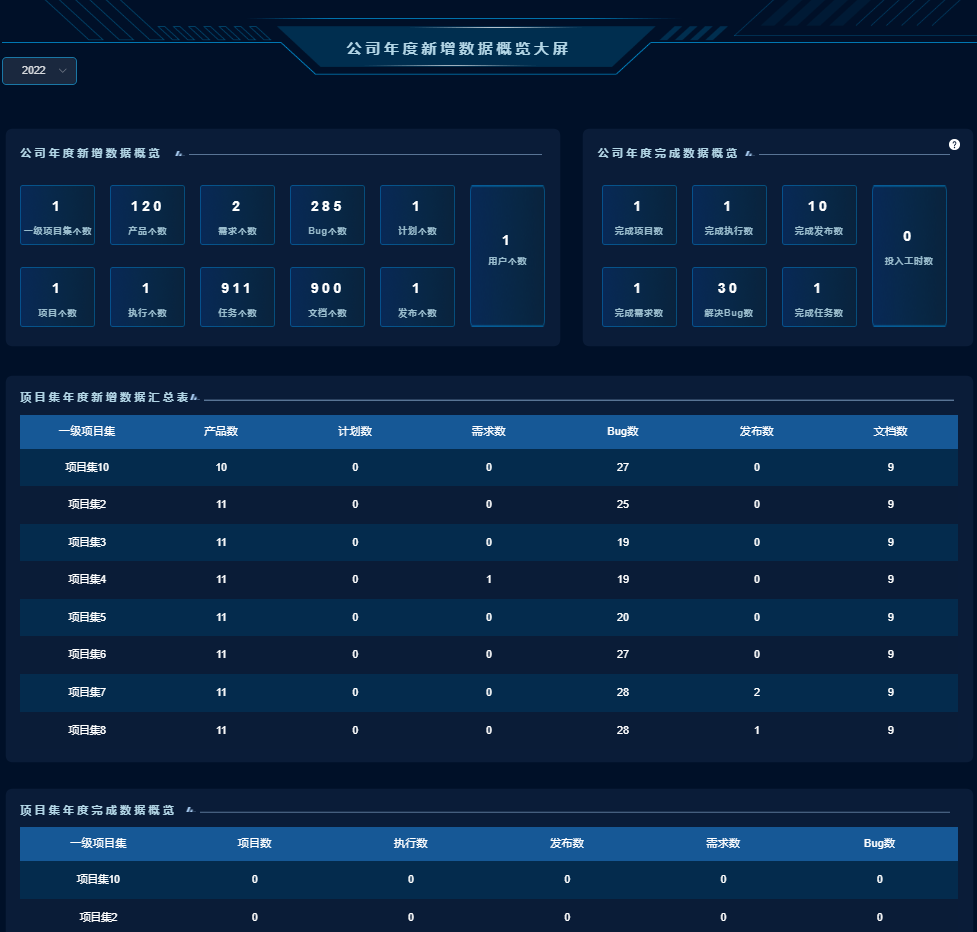 公司年度新增数据概览大屏
2022
公司年度新增数据概览
1 120 2 285 1
一级项目集个数 产品个数 需求个数 Bug个数 计划个数
1
用户个数
1 1 911 900 1
项目个数 执行个数 任务个数 文档个数 发布个数
公司年度完成数据概览
?
1 1 10
完成项目数 完成执行数 完成发布数
0
投入工时数
1 30 1
完成需求数 解决Bug数 完成任务数
项目集年度新增数据汇总表
一级项目集 产品数 计划数 需求数 Bug数 发布数 文档数
项目集10 10 0 0 27 0 9
项目集2 11 0 0 25 0 9
项目集3 11 0 0 19 0 9
项目集4 11 0 1 19 0 9
项目集5 11 0 0 20 0 9
项目集6 11 0 0 27 0 9
项目集7 11 0 0 28 2 9
项目集8 11 0 0 28 1 9
项目集年度完成数据概览
一级项目集 项目数 执行数 发布数 需求数 Bug数
项目集10 0 0 0 0 0
项目集2 0 0 0 0 0